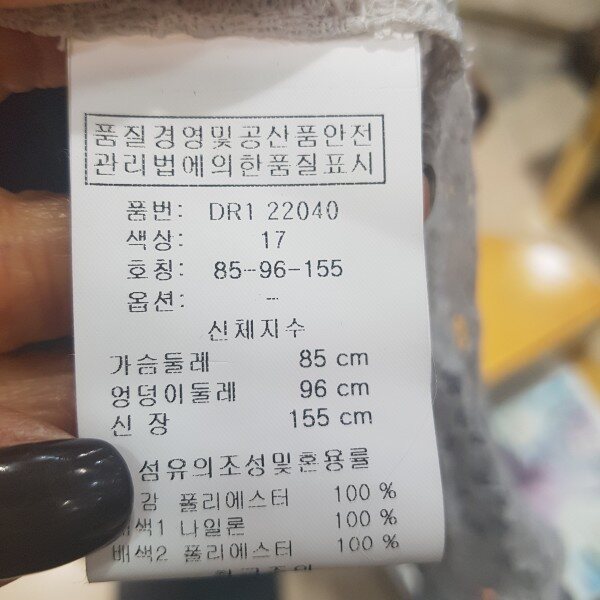 품질경영및공산품안전
관리법에의한품질표시
품번: DR1 22040
색상: 17
호칭: 85-96-155
옵션: -
신체지수
가슴둘레 85 cm
엉덩이둘레 96 cm
신 장 155 cm
섬유의조성및혼용률
감 폴리에스터 100 %
배색1 나일론 100 %
배색2 폴리에스터 100 %